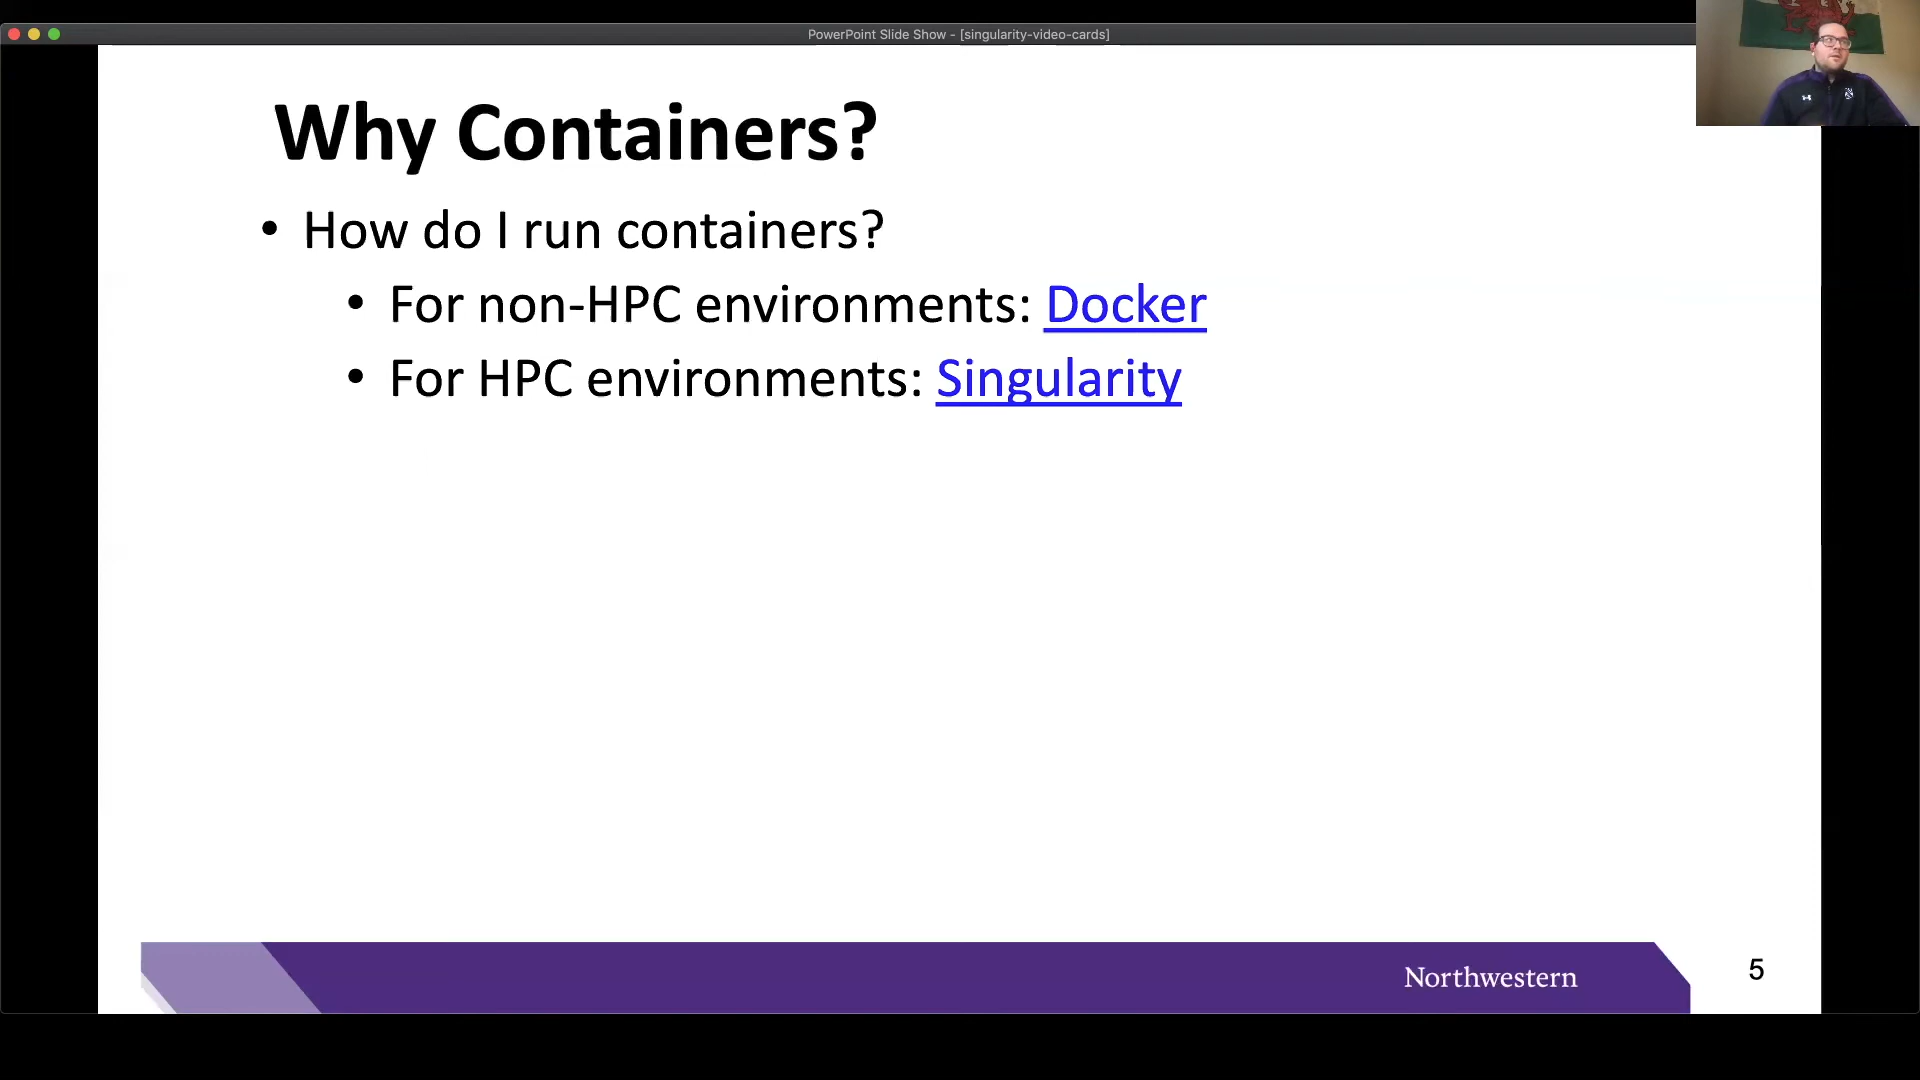 PowerPoint Slide Show - [singularity-video-cards]
Why Containers?
• How do I run containers?
• For non-HPC environments: Docker
• For HPC environments: Singularity
Northwestern
5